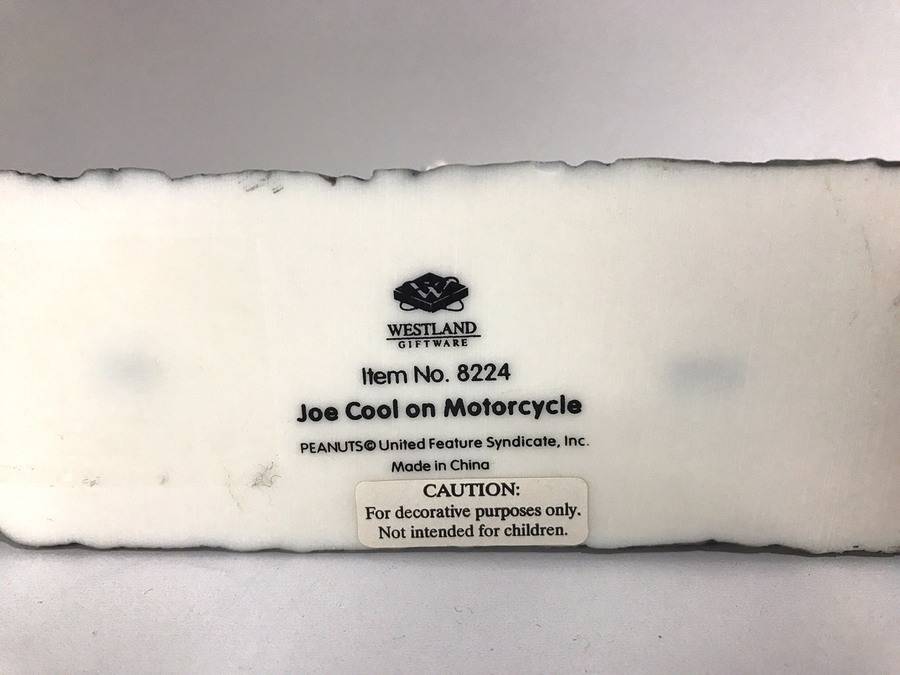 WESTLAND
GIFTWARE
Item No. 8224
Joe Cool on Motorcycle
PEANUTS© United Feature Syndicate, Inc.
Made in China
CAUTION:
For decorative purposes only.
Not intended for children.